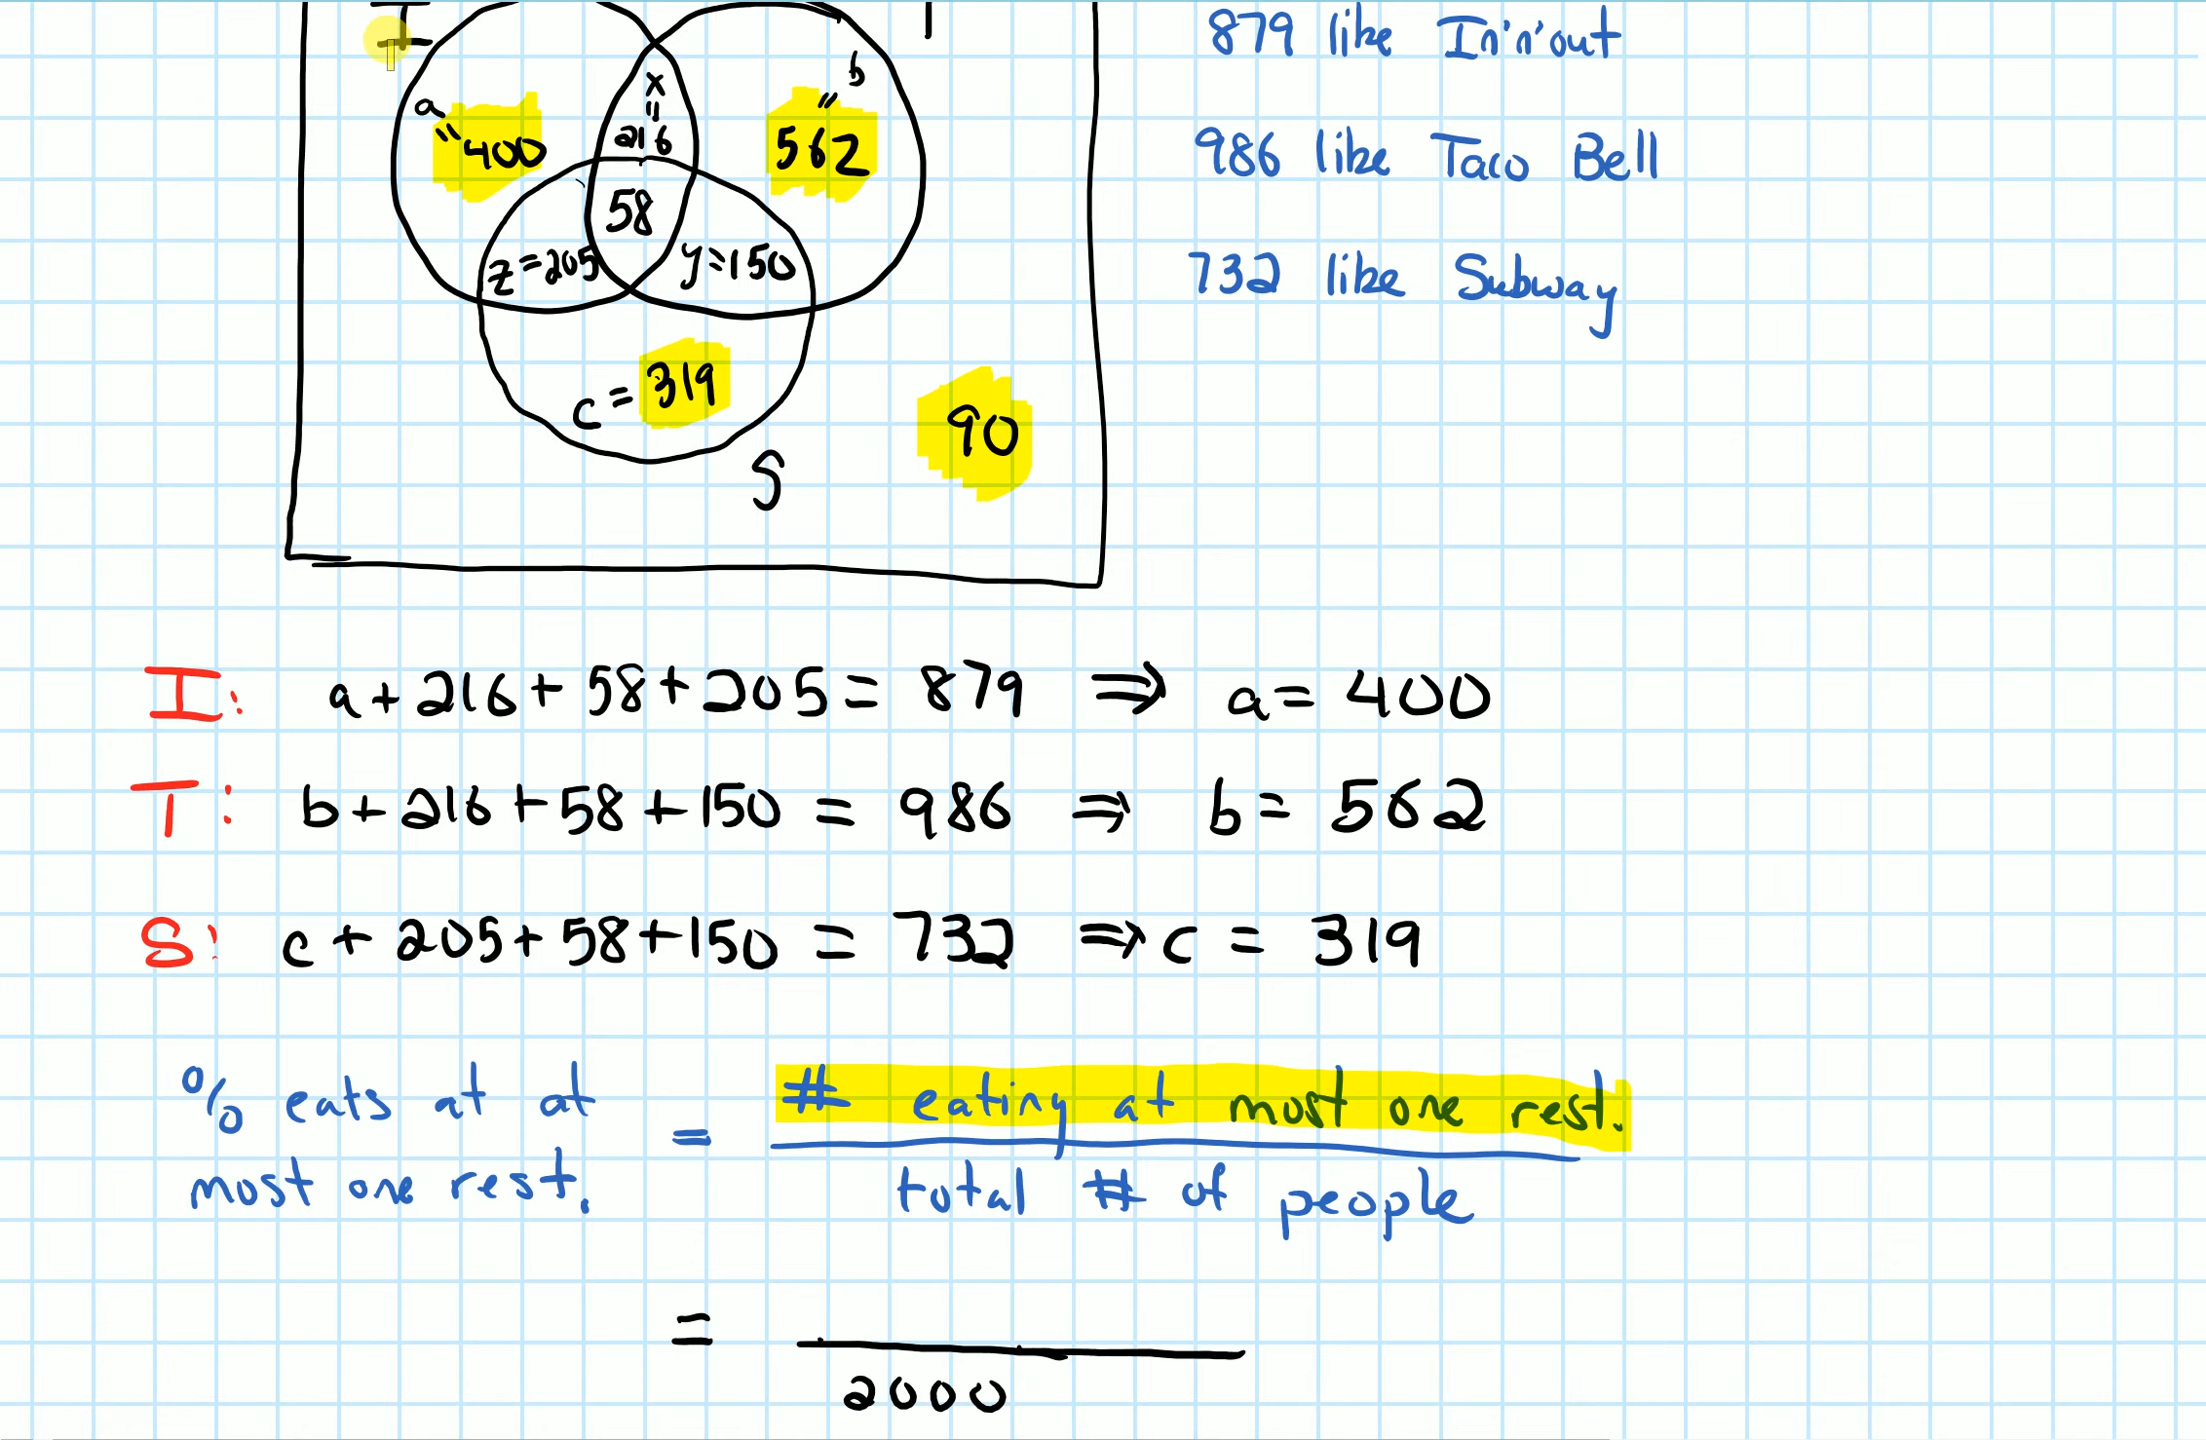 I
T
879 like In'n'out
x
b
a
=
=
216
=
400
562
986 like Taco Bell
58
z=205
y=150
732 like Subway
c = 319
90
S
I: a+216+58+205= 879 ⇒ a= 400
T: b+216+58+150 = 986 ⇒ b= 562
S: c+205+58+150 = 732 ⇒ c = 319
% eats at at
most one rest.
=
# eating at most one rest.
total # of people
=
2000